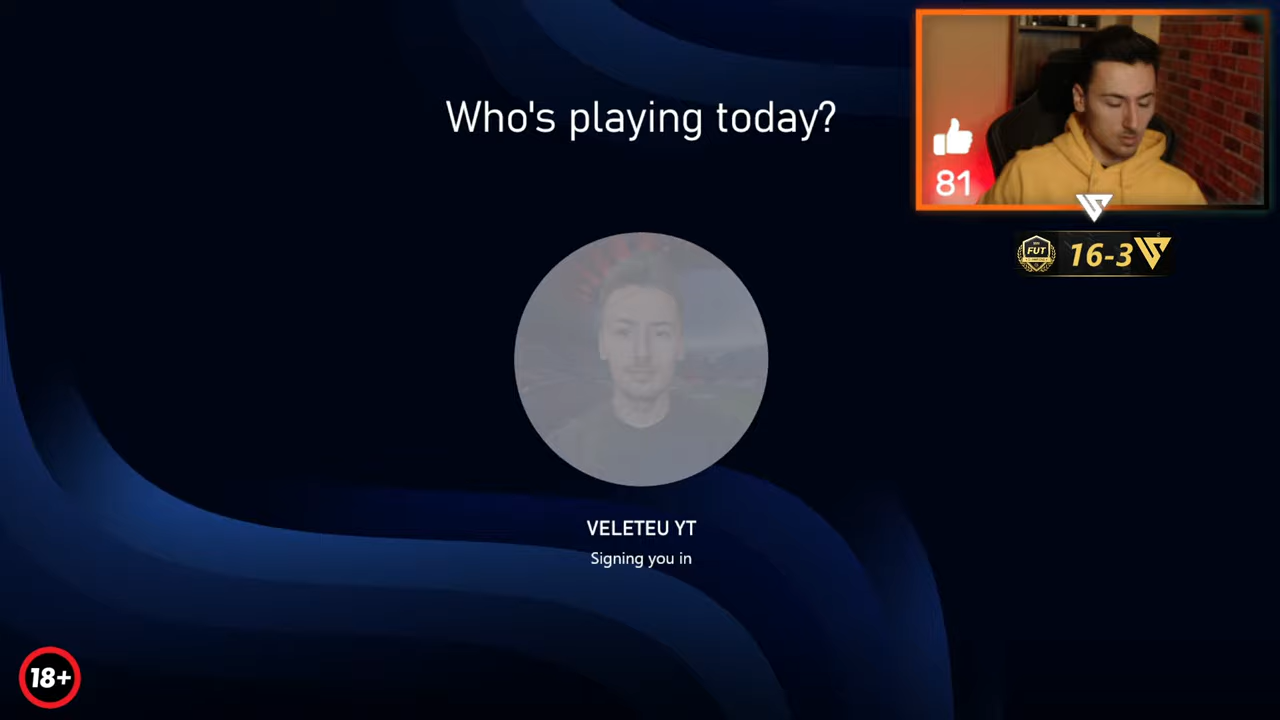 Who's playing today?
81
FUT
16-3
VELETEU YT
Signing you in
18+